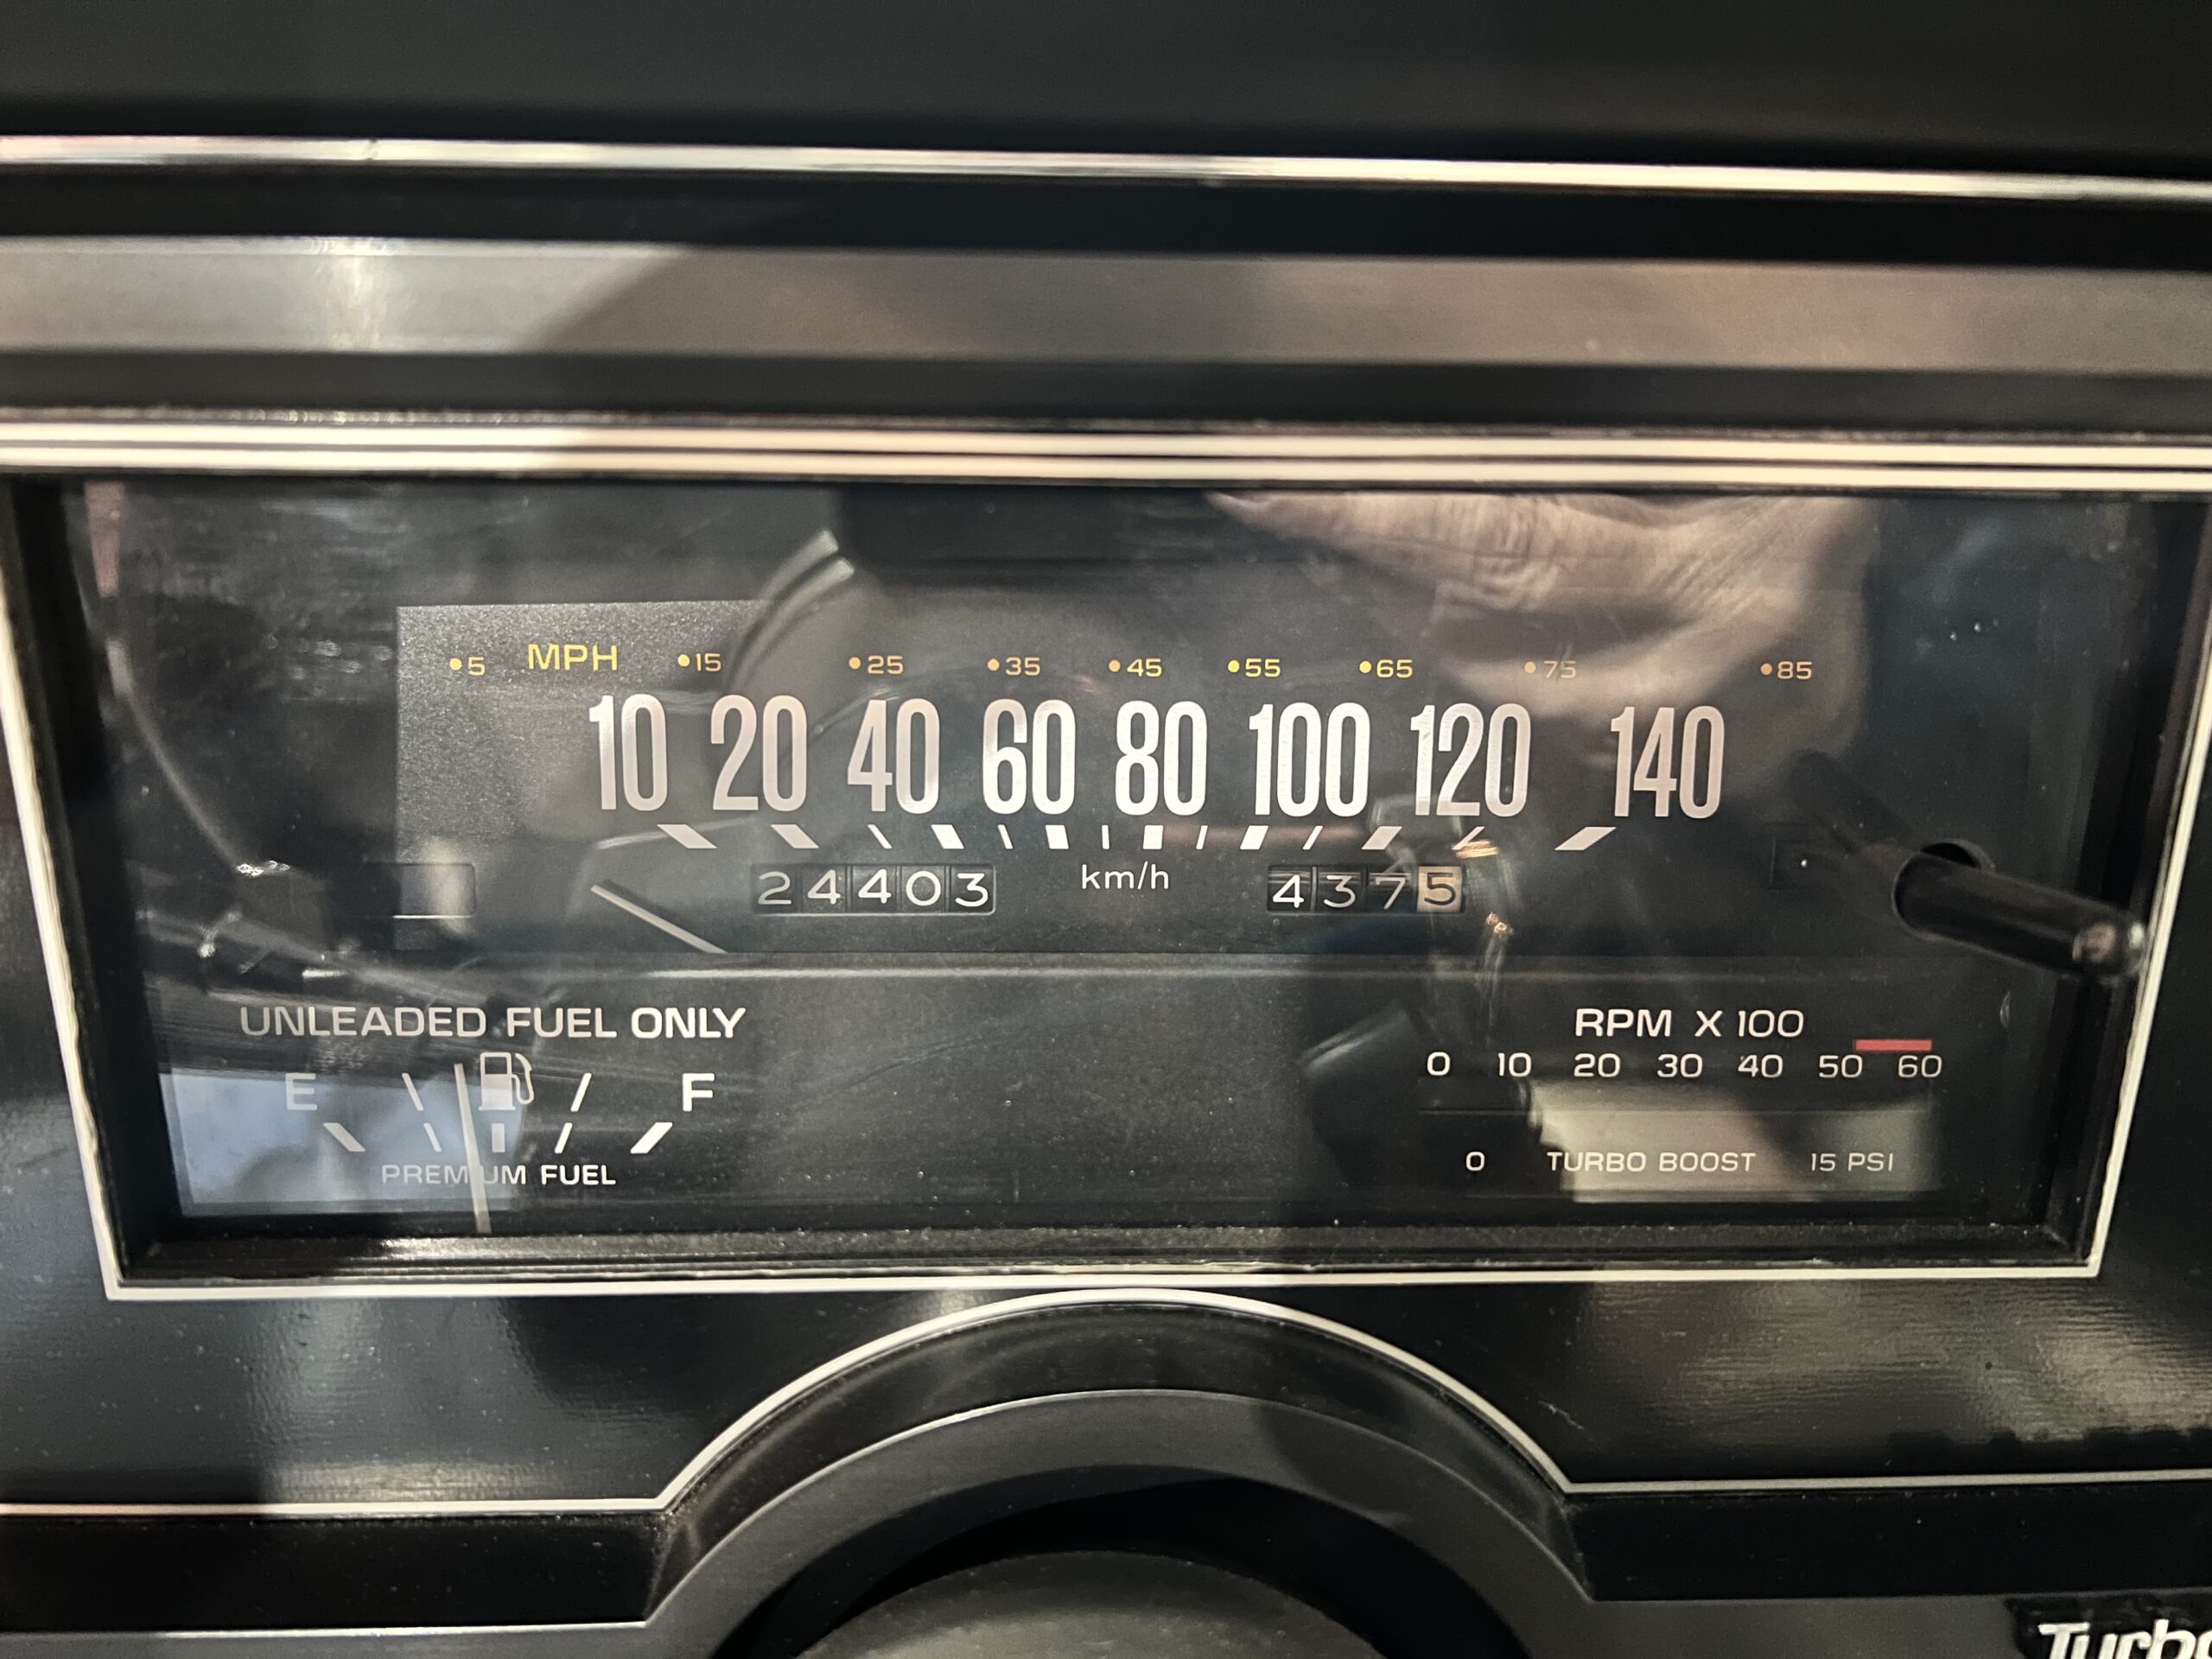 5 MPH 15 25 35 45 55 65 75 85
10 20 40 60 80 100 120 140
24403 km/h 4375
UNLEADED FUEL ONLY
E F
PREMIUM FUEL
RPM X 100
0 10 20 30 40 50 60
0 TURBO BOOST 15 PSI